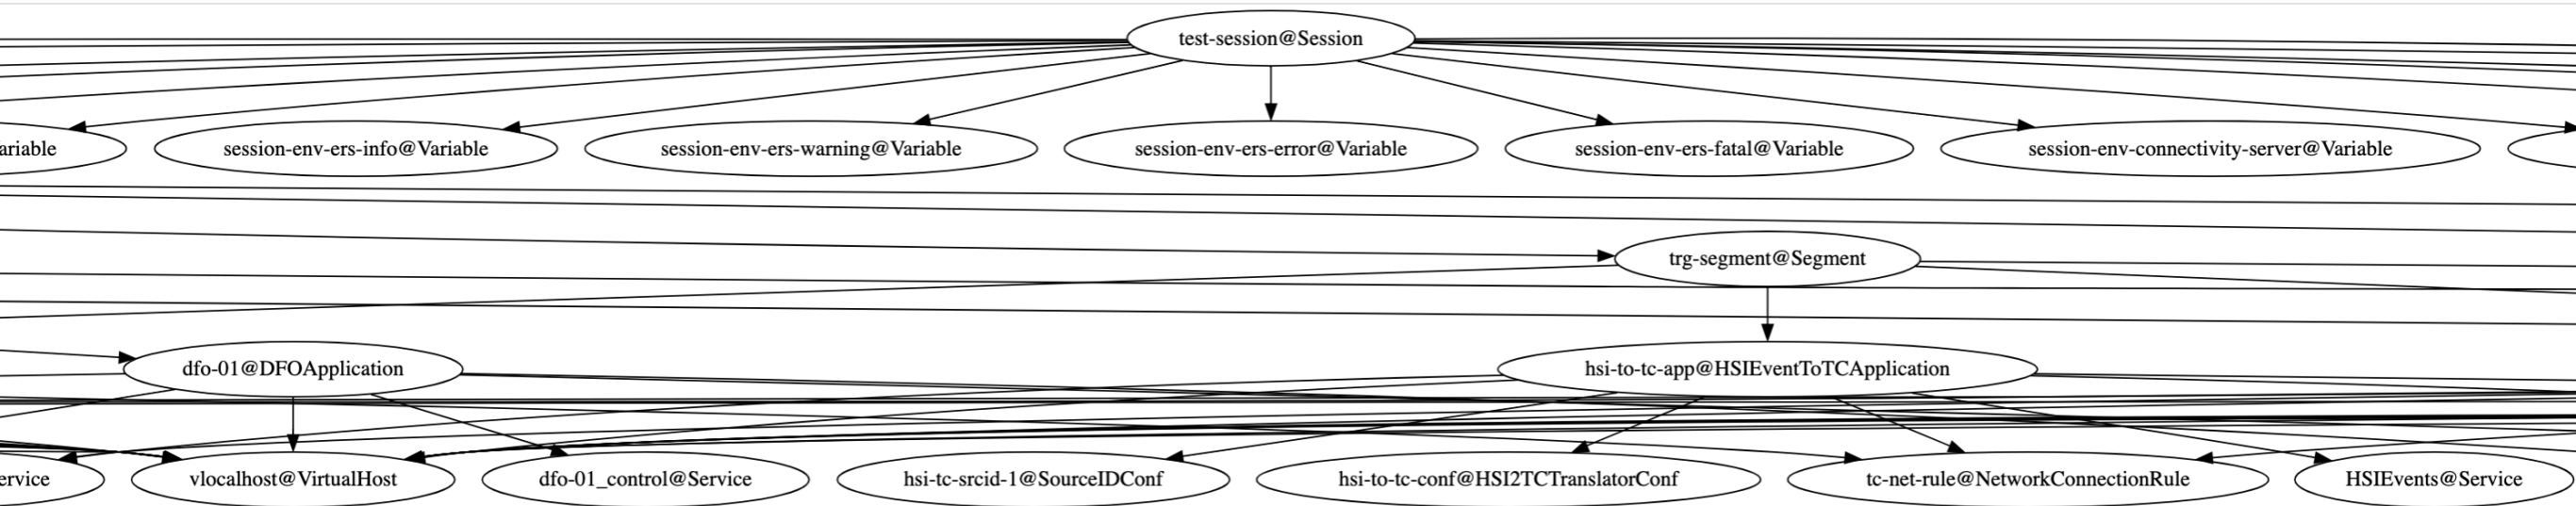 test-session@Session
ariable
session-env-ers-info@Variable
session-env-ers-warning@Variable
session-env-ers-error@Variable
session-env-ers-fatal@Variable
session-env-connectivity-server@Variable
trg-segment@Segment
dfo-01@DFOApplication
hsi-to-tc-app@HSIEventToTCApplication
ervice
vlocalhost@VirtualHost
dfo-01_control@Service
hsi-tc-srcid-1@SourceIDConf
hsi-to-tc-conf@HSI2TCTranslatorConf
tc-net-rule@NetworkConnectionRule
HSIEvents@Service